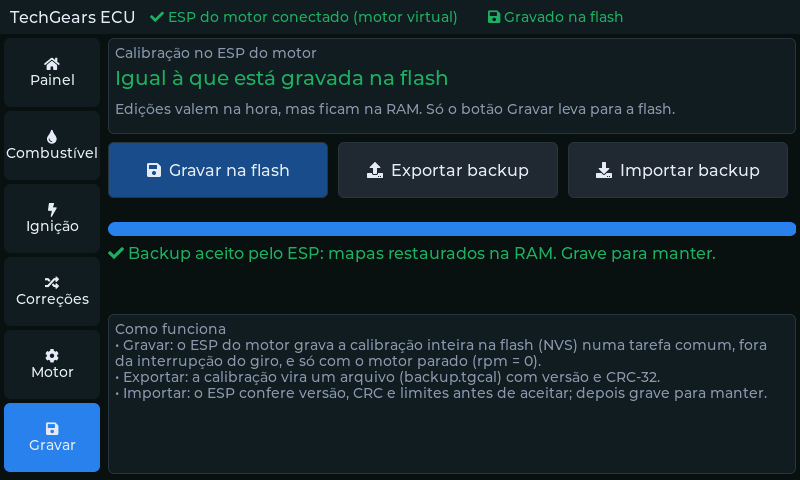 TechGears ECU
ESP do motor conectado (motor virtual)
Gravado na flash
Painel
Combustível
Ignição
Correções
Motor
Gravar
Calibração no ESP do motor
Igual à que está gravada na flash
Edições valem na hora, mas ficam na RAM. Só o botão Gravar leva para a flash.
Gravar na flash
Exportar backup
Importar backup
Backup aceito pelo ESP: mapas restaurados na RAM. Grave para manter.
Como funciona
• Gravar: o ESP do motor grava a calibração inteira na flash (NVS) numa tarefa comum, fora
da interrupção do giro, e só com o motor parado (rpm = 0).
• Exportar: a calibração vira um arquivo (backup.tgcal) com versão e CRC-32.
• Importar: o ESP confere versão, CRC e limites antes de aceitar; depois grave para manter.